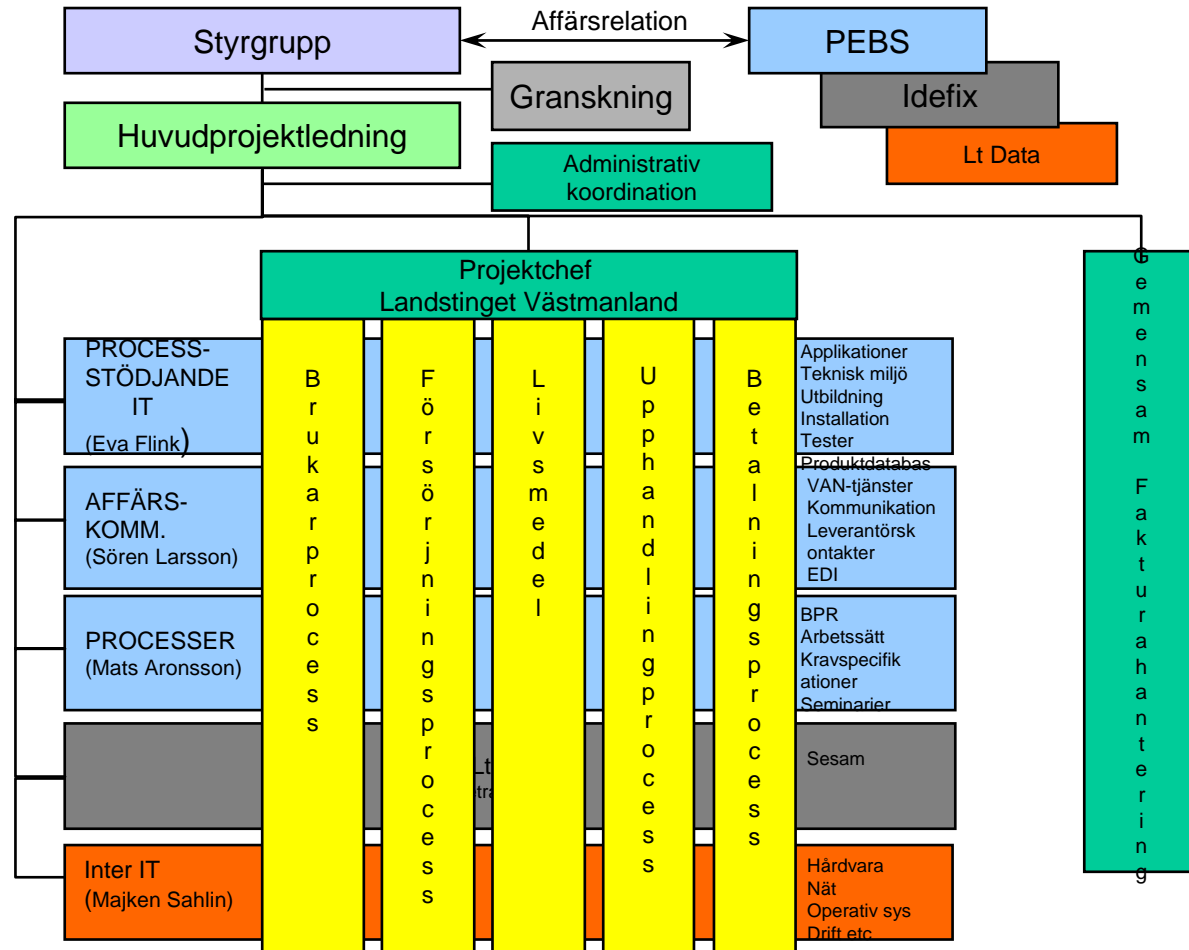 Affärsrelation
Styrgrupp
PEBS
Granskning
Idefix
Huvudprojektledning
Lt Data
Administrativ
koordination
Projektchef
Landstinget Västmanland
Gemensam Fakturahantering
Brukarprocess
Försörjningsprocess
Livsmedel
Upphandlingprocess
Betalningsprocess
PROCESS-
STÖDJANDE
IT
(Eva Flink)
Applikationer
Teknisk miljö
Utbildning
Installation
Tester
Produktdatabas
AFFÄRS-
KOMM.
(Sören Larsson)
VAN-tjänster
Kommunikation
Leverantörsk
ontakter
EDI
PROCESSER
(Mats Aronsson)
BPR
Arbetssätt
Kravspecifik
ationer
Seminarier
Lt
Sesam
Inter IT
(Majken Sahlin)
Hårdvara
Nät
Operativ sys
Drift etc